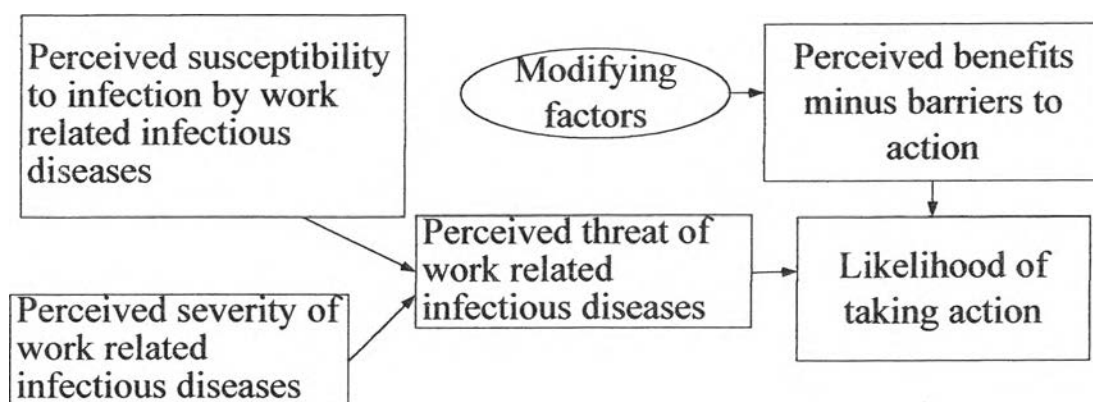 Perceived susceptibility
to infection by work
related infectious
diseases
Modifying
factors
Perceived benefits
minus barriers to
action
Perceived threat of
work related
infectious diseases
Likelihood of
taking action
Perceived severity of
work related
infectious diseases